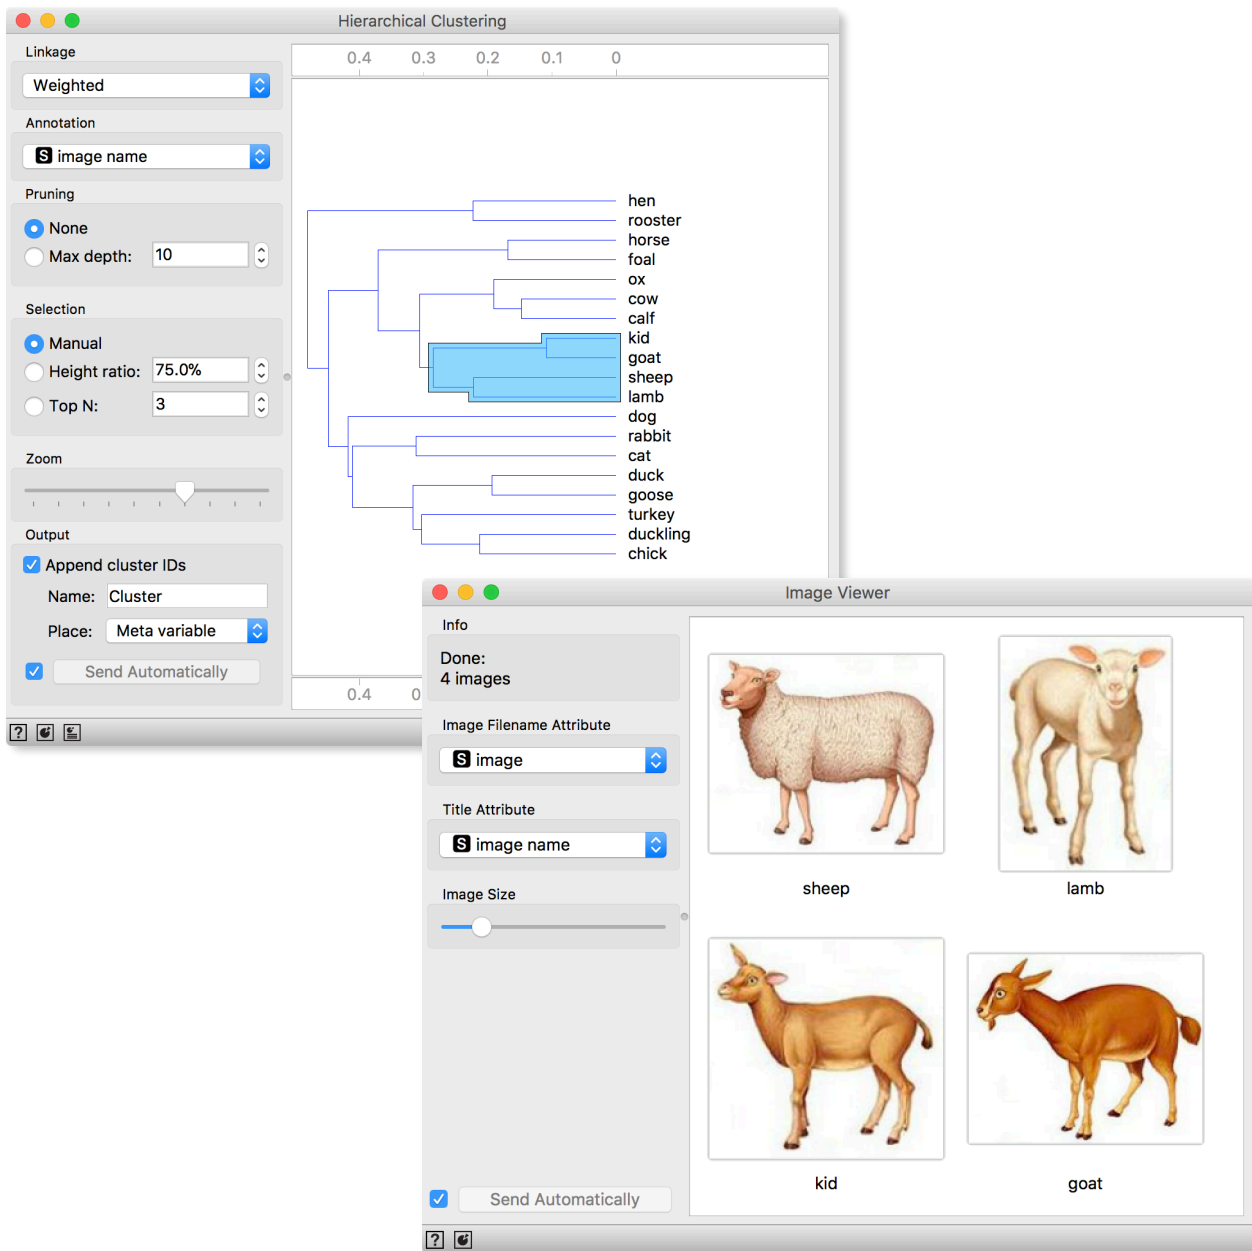 Hierarchical Clustering
Linkage
Weighted
Annotation
S image name
Pruning
None
Max depth: 10
Selection
Manual
Height ratio: 75.0%
Top N: 3
Zoom
Output
Append cluster IDs
Name: Cluster
Place: Meta variable
Send Automatically
?
0.4 0.3 0.2 0.1 0
hen
rooster
horse
foal
ox
cow
calf
kid
goat
sheep
lamb
dog
rabbit
cat
duck
goose
turkey
duckling
chick
0.4 0
Image Viewer
Info
Done:
4 images
Image Filename Attribute
S image
Title Attribute
S image name
Image Size
Send Automatically
?
sheep lamb
kid goat